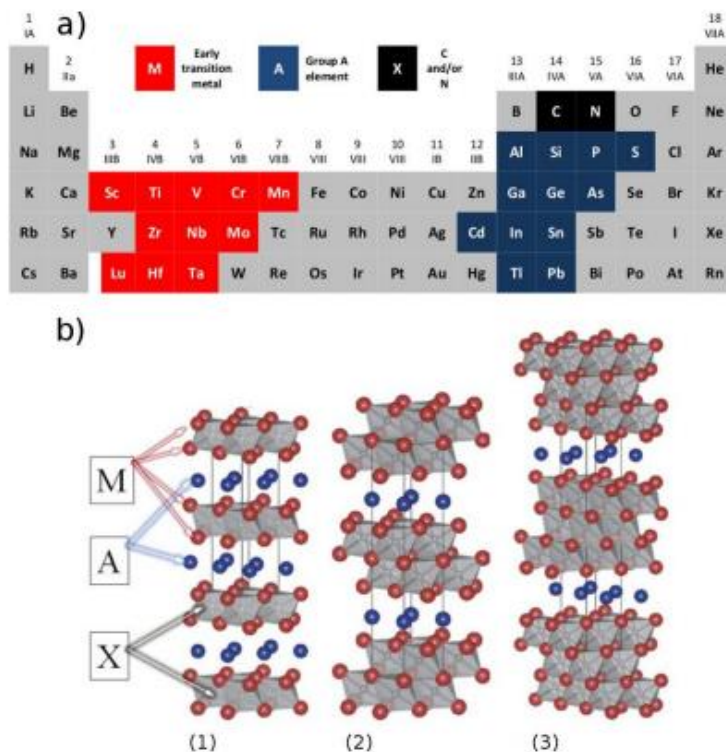 a)
1
IA
18
VIIA
H
2
IIa
M
Early
transition
metal
A
Group A
element
X
C
and/or
N
13
IIIA
14
IVA
15
VA
16
VIA
17
VIA
He
Li Be B C N O F Ne
Na Mg
3
IIIB
4
IVB
5
VB
6
VIB
7
VIIB
8
VIII
9
VIII
10
VIII
11
IB
12
IIB
Al Si P S Cl Ar
K Ca Sc Ti V Cr Mn Fe Co Ni Cu Zn Ga Ge As Se Br Kr
Rb Sr Y Zr Nb Mo Tc Ru Rh Pd Ag Cd In Sn Sb Te I Xe
Cs Ba Lu Hf Ta W Re Os Ir Pt Au Hg Tl Pb Bi Po At Rn
b)
M
A
X
(1) (2) (3)